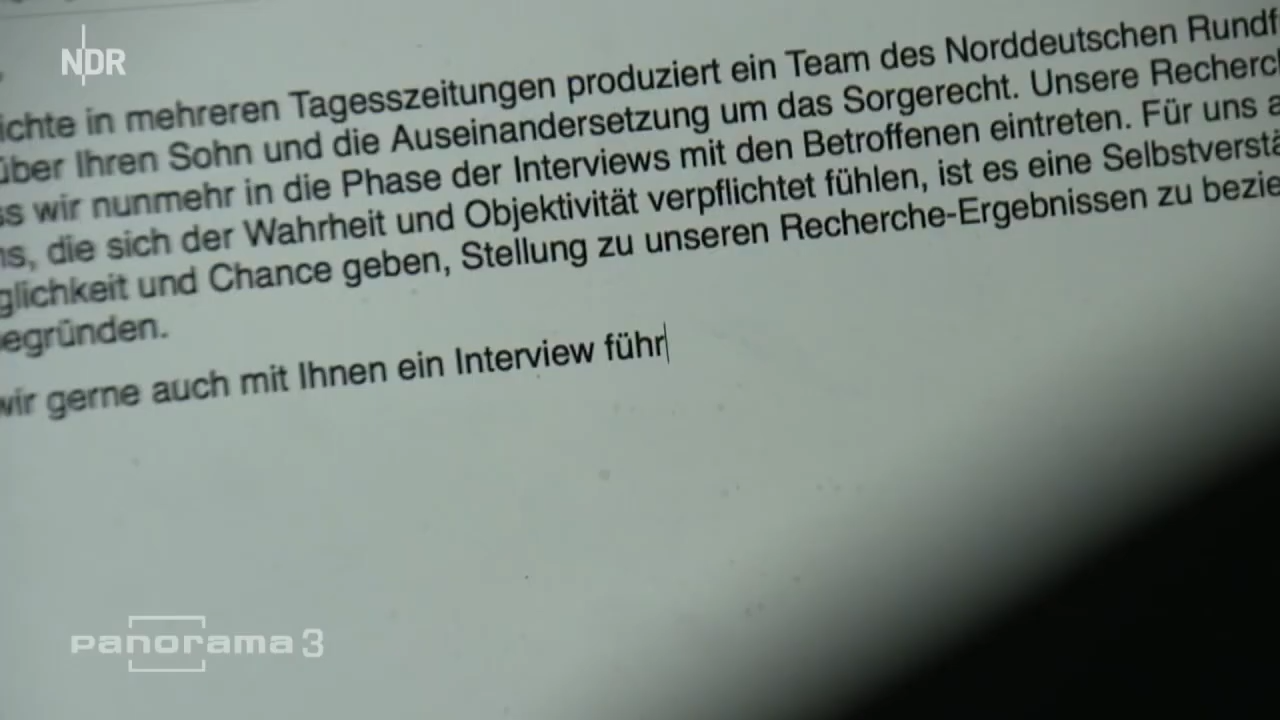 NDR
ichte in mehreren Tageszeitungen produziert ein Team des Norddeutschen Rundf
über Ihren Sohn und die Auseinandersetzung um das Sorgerecht. Unsere Recherc
ss wir nunmehr in die Phase der Interviews mit den Betroffenen eintreten. Für uns a
ns, die sich der Wahrheit und Objektivität verpflichtet fühlen, ist es eine Selbstverstä
glichkeit und Chance geben, Stellung zu unseren Recherche-Ergebnissen zu bezie
egründen.
wir gerne auch mit Ihnen ein Interview führ
panorama 3